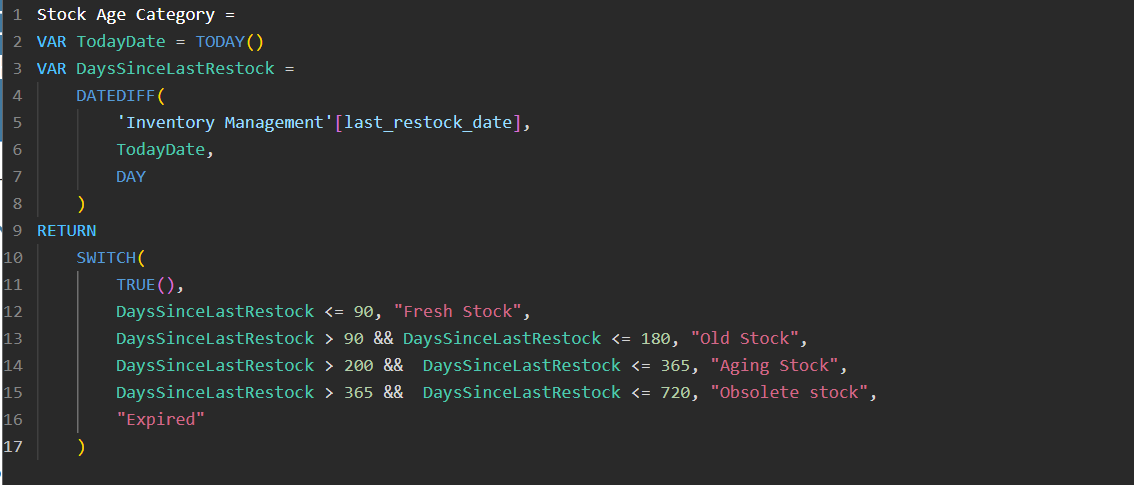 1 Stock Age Category =
2 VAR TodayDate = TODAY()
3 VAR DaysSinceLastRestock =
4     DATEDIFF(
5         'Inventory Management'[last_restock_date],
6         TodayDate,
7         DAY
8     )
9 RETURN
10     SWITCH(
11         TRUE(),
12         DaysSinceLastRestock <= 90, "Fresh Stock",
13         DaysSinceLastRestock > 90 && DaysSinceLastRestock <= 180, "Old Stock",
14         DaysSinceLastRestock > 200 &&  DaysSinceLastRestock <= 365, "Aging Stock",
15         DaysSinceLastRestock > 365 &&  DaysSinceLastRestock <= 720, "Obsolete stock",
16         "Expired"
17     )